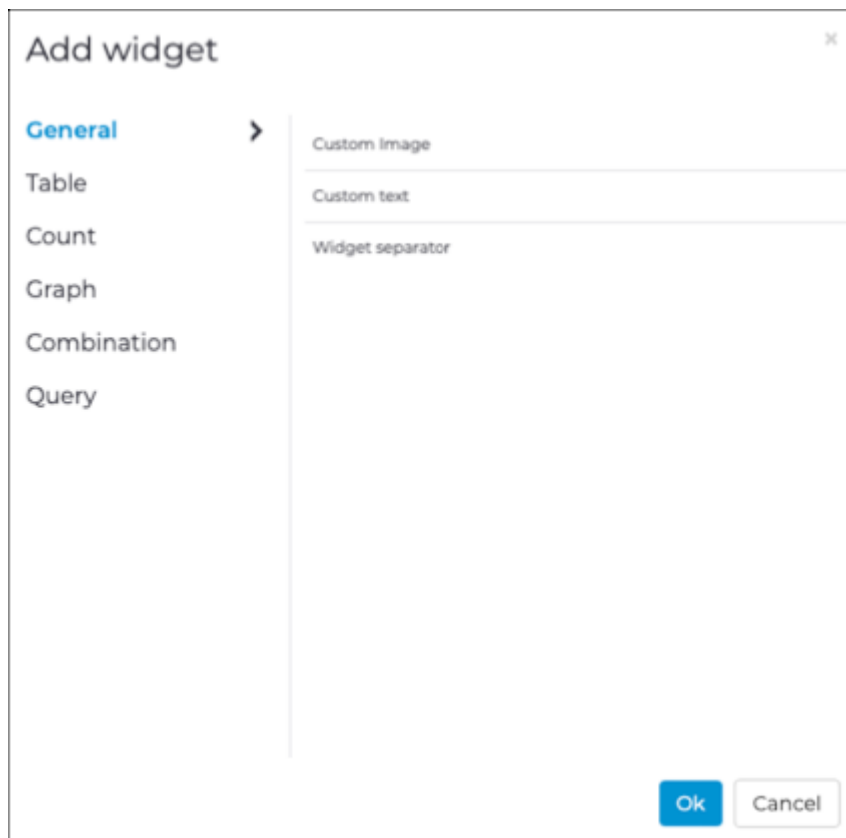 Add widget
×
General
Table
Count
Graph
Combination
Query
Custom Image
Custom text
Widget separator
Ok
Cancel